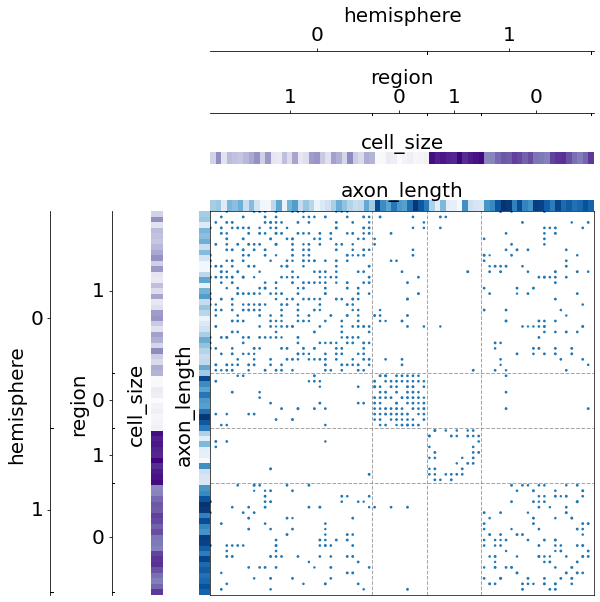 hemisphere
0 1
region
1 0 1 0
cell_size
axon_length
hemisphere
0
1
region
1
0
1
0
cell_size
axon_length